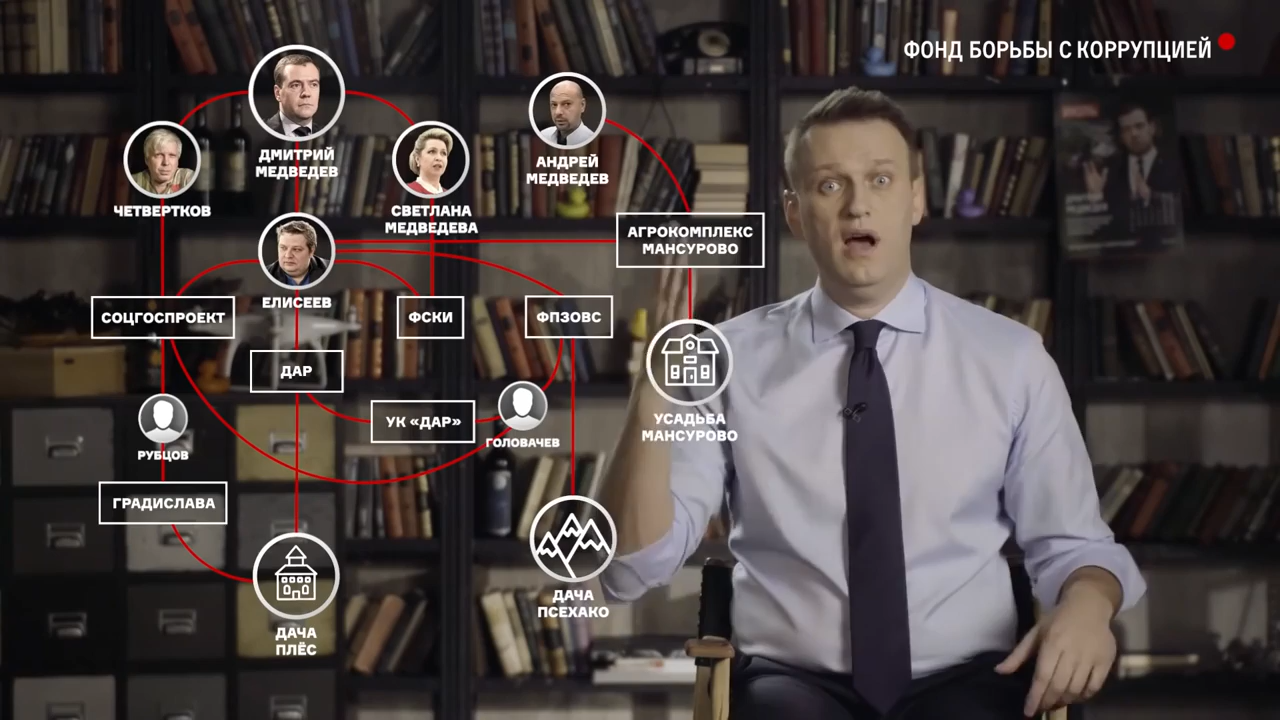 ФОНД БОРЬБЫ С КОРРУПЦИЕЙ
ДМИТРИЙ
МЕДВЕДЕВ
АНДРЕЙ
МЕДВЕДЕВ
ЧЕТВЕРТКОВ
СВЕТЛАНА
МЕДВЕДЕВА
АГРОКОМПЛЕКС
МАНСУРОВО
ЕЛИСЕЕВ
СОЦГОСПРОЕКТ
ФСКИ
ФПЗОВС
ДАР
УК «ДАР»
ГОЛОВАЧЕВ
УСАДЬБА
МАНСУРОВО
РУБЦОВ
ГРАДИСЛАВА
ДАЧА
ПСЕХАКО
ДАЧА
ПЛЁС